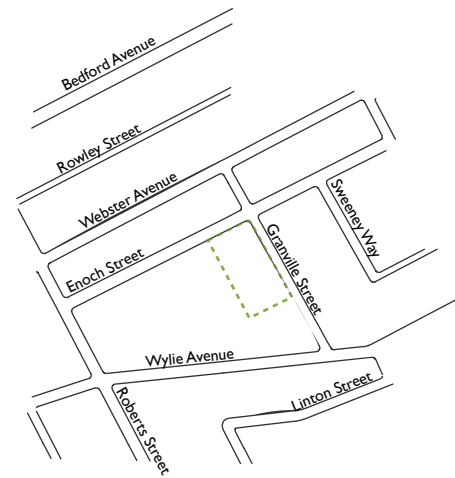 Bedford Avenue
Rowley Street
Webster Avenue
Enoch Street
Sweeney Way
Granville Street
Wylie Avenue
Roberts Street
Linton Street